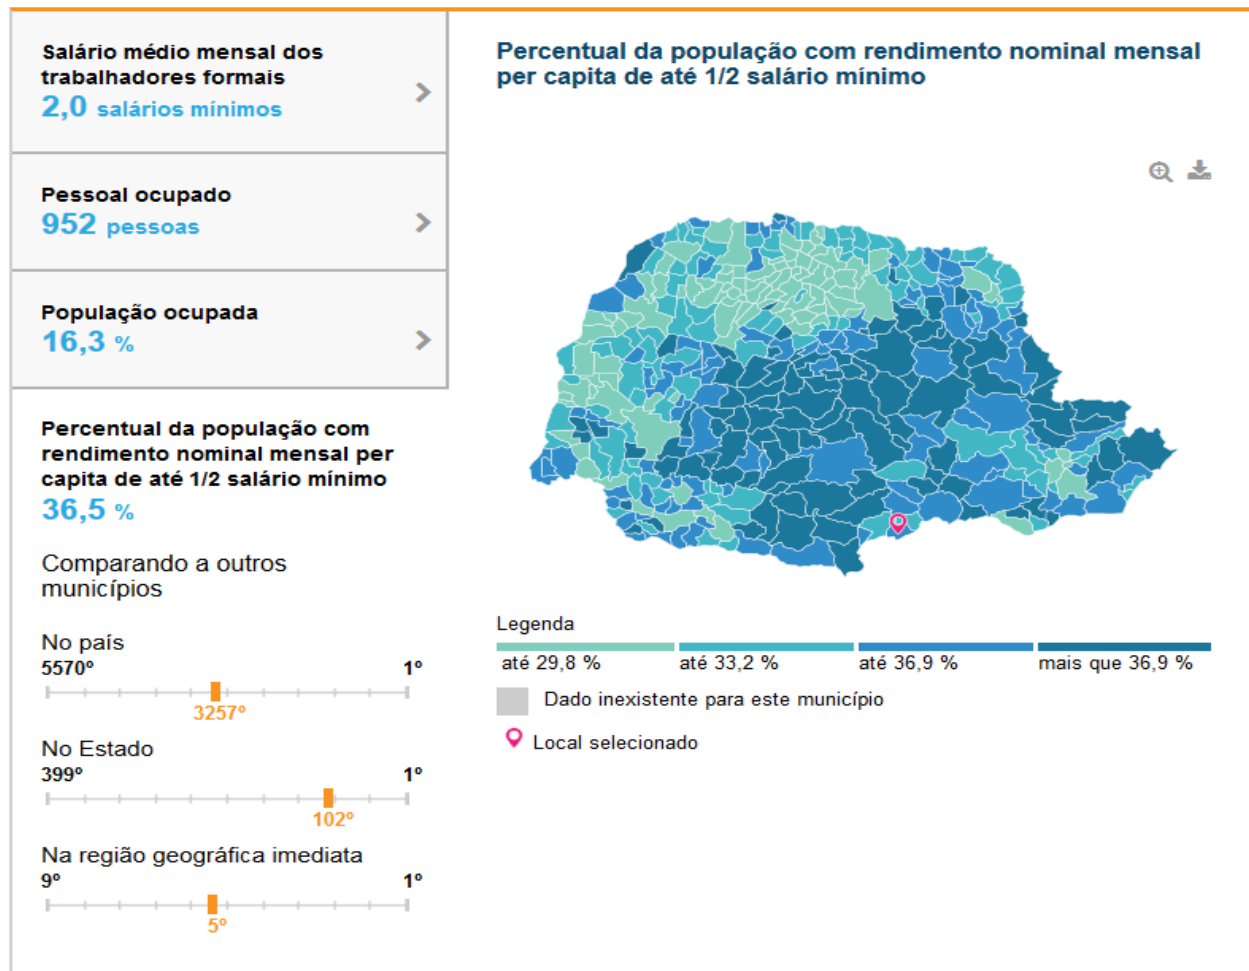 Salário médio mensal dos
trabalhadores formais
2,0 salários mínimos
Pessoal ocupado
952 pessoas
População ocupada
16,3 %
Percentual da população com
rendimento nominal mensal per
capita de até 1/2 salário mínimo
36,5 %
Comparando a outros
municípios
No país
5570º 1º
3257º
No Estado
399º 1º
102º
Na região geográfica imediata
9º 1º
5º
Percentual da população com rendimento nominal mensal
per capita de até 1/2 salário mínimo
Legenda
até 29,8 % até 33,2 % até 36,9 % mais que 36,9 %
Dado inexistente para este município
Local selecionado